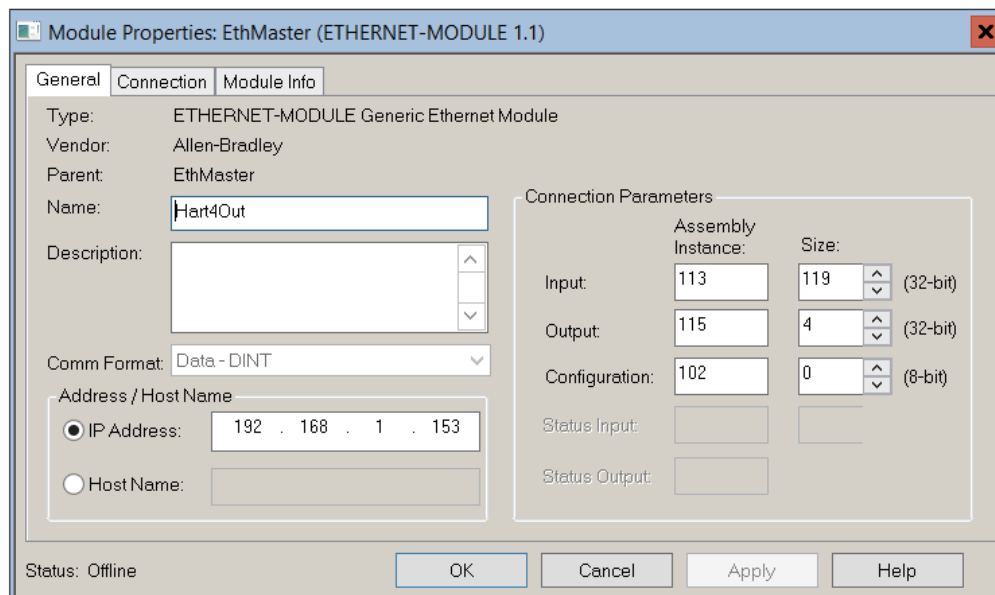 Module Properties: EthMaster (ETHERNET-MODULE 1.1)
General Connection Module Info
Type: ETHERNET-MODULE Generic Ethernet Module
Vendor: Allen-Bradley
Parent: EthMaster
Name: Hart4Out
Description:
Comm Format: Data - DINT
Address / Host Name
IP Address: 192 . 168 . 1 . 153
Host Name:
Connection Parameters
Assembly
Instance: Size:
Input: 113 119 (32-bit)
Output: 115 4 (32-bit)
Configuration: 102 0 (8-bit)
Status Input:
Status Output:
Status: Offline OK Cancel Apply Help